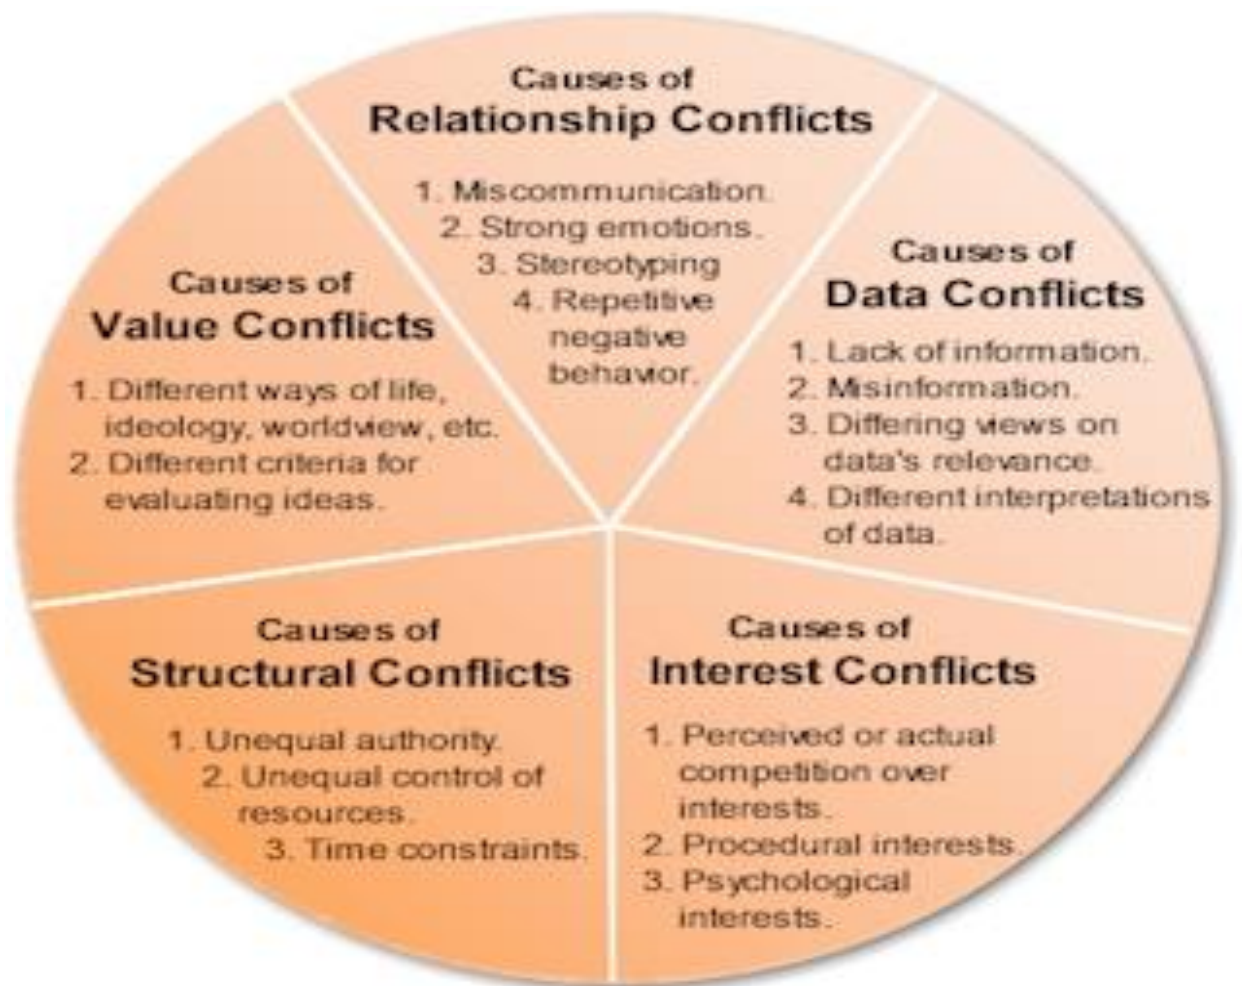 Causes of
Relationship Conflicts
1. Miscommunication.
2. Strong emotions.
3. Stereotyping
4. Repetitive
negative
behavior.
Causes of
Data Conflicts
1. Lack of information.
2. Misinformation.
3. Differing views on
data's relevance.
4. Different interpretations
of data.
Causes of
Interest Conflicts
1. Perceived or actual
competition over
interests.
2. Procedural interests.
3. Psychological
interests.
Causes of
Structural Conflicts
1. Unequal authority.
2. Unequal control of
resources.
3. Time constraints.
Causes of
Value Conflicts
1. Different ways of life,
ideology, worldview, etc.
2. Different criteria for
evaluating ideas.